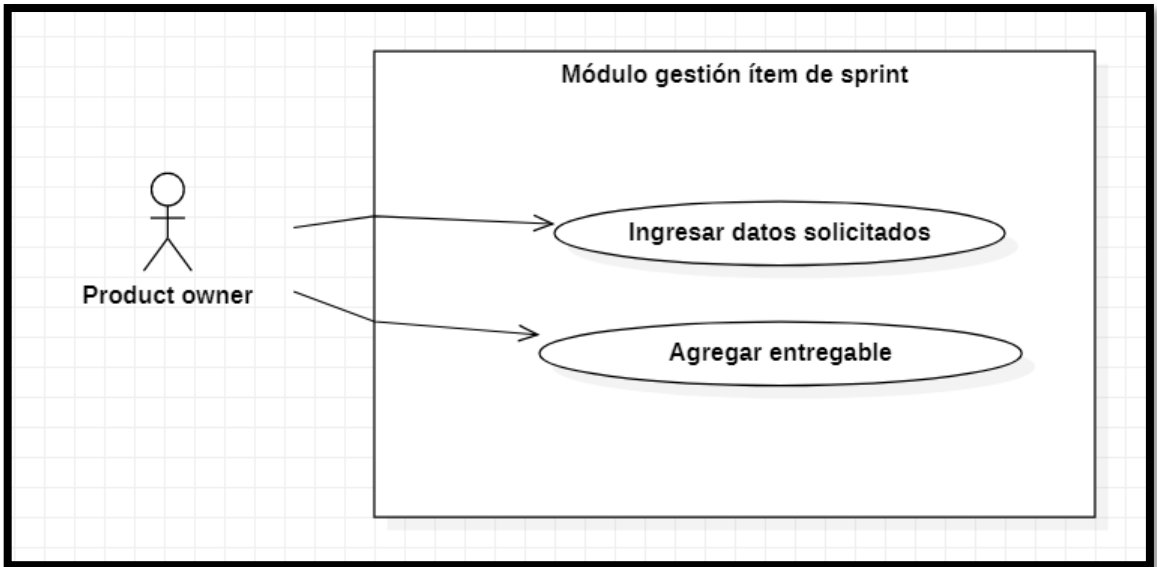 Módulo gestión ítem de sprint
Ingresar datos solicitados
Product owner
Agregar entregable